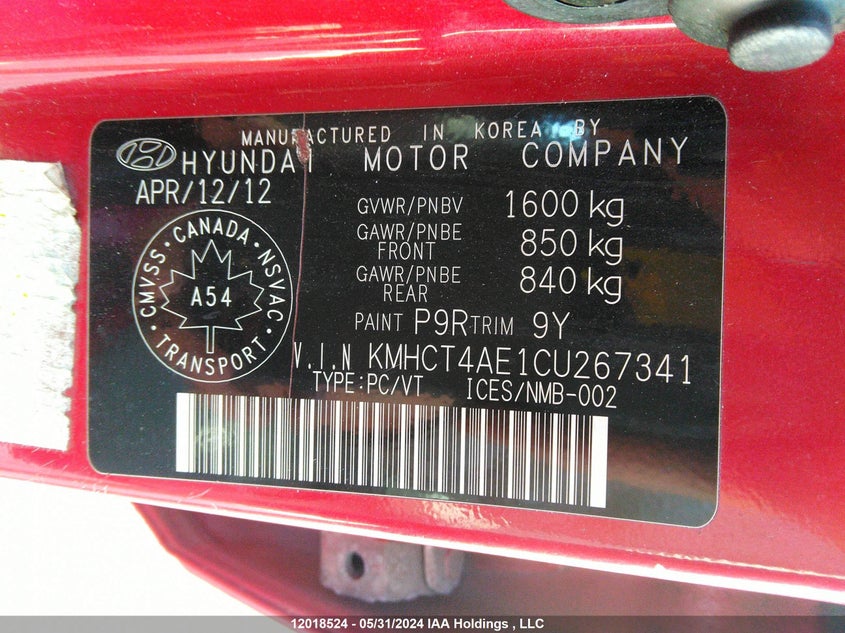 MANUFACTURED IN KOREA BY
HYUNDAI MOTOR COMPANY
APR/12/12
GVWR/PNBV 1600 kg
GAWR/PNBE FRONT 850 kg
GAWR/PNBE REAR 840 kg
PAINT P9R TRIM 9Y
CMVSS · CANADA · NSVAC · TRANSPORT ·
A54
V.I.N KMHCT4AE1CU267341
TYPE:PC/VT ICES/NMB-002
12018524 - 05/31/2024 IAA Holdings , LLC